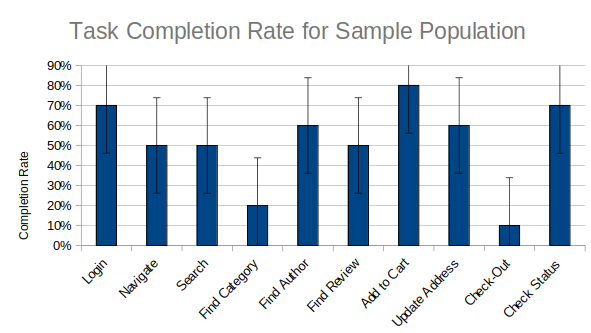 Task Completion Rate for Sample Population
90%
80%
70%
60%
50%
40%
30%
20%
10%
0%
Completion Rate
Login
Navigate
Search
Find Category
Find Author
Find Review
Add to Cart
Update Address
Check-Out
Check Status